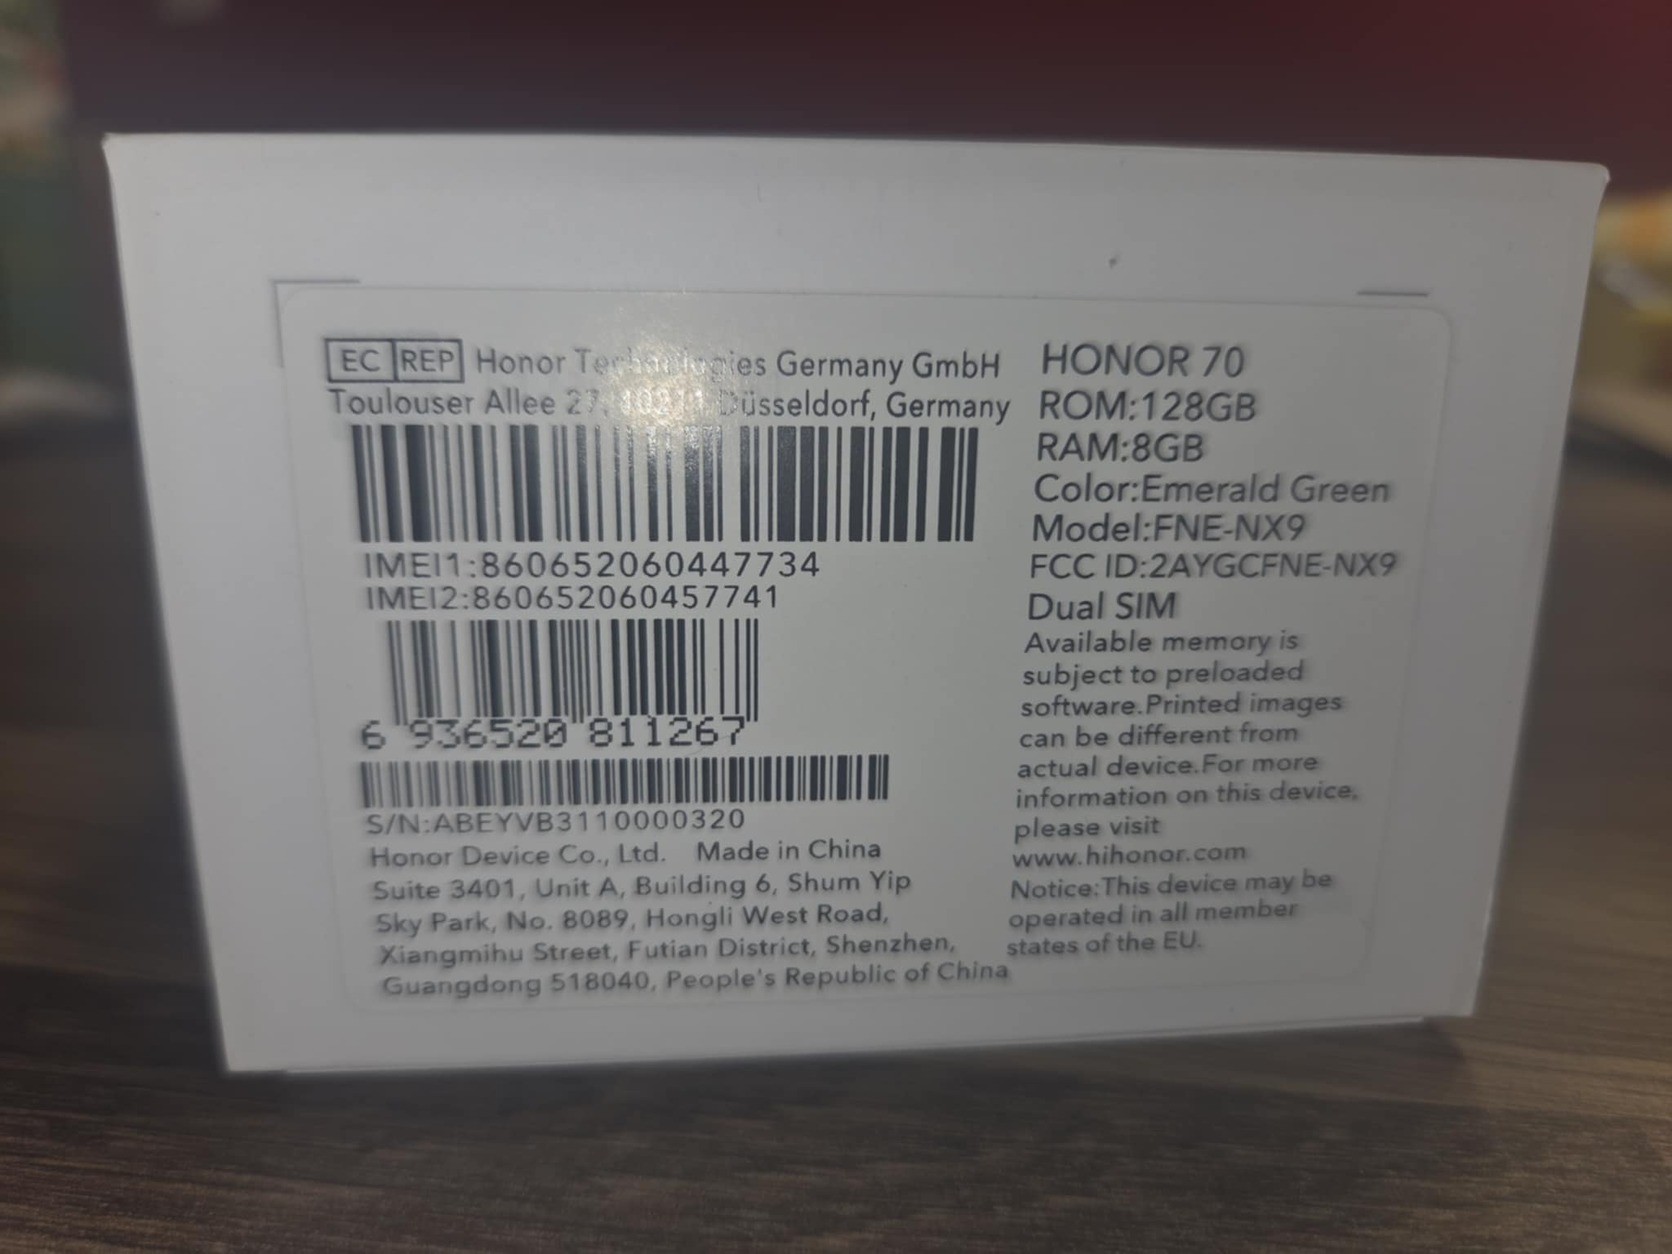 EC REP Honor Technologies Germany GmbH
Toulouser Allee 27, Düsseldorf, Germany
IMEI1:860652060447734
IMEI2:860652060457741
6 936520 811267
S/N:ABEYVB3110000320
Honor Device Co., Ltd. Made in China
Suite 3401, Unit A, Building 6, Shum Yip
Sky Park, No. 8089, Hongli West Road,
Xiangmihu Street, Futian District, Shenzhen,
Guangdong 518040, People's Republic of China
HONOR 70
ROM:128GB
RAM:8GB
Color:Emerald Green
Model:FNE-NX9
FCC ID:2AYGCFNE-NX9
Dual SIM
Available memory is
subject to preloaded
software.Printed images
can be different from
actual device.For more
information on this device,
please visit
www.hihonor.com
Notice:This device may be
operated in all member
states of the EU.